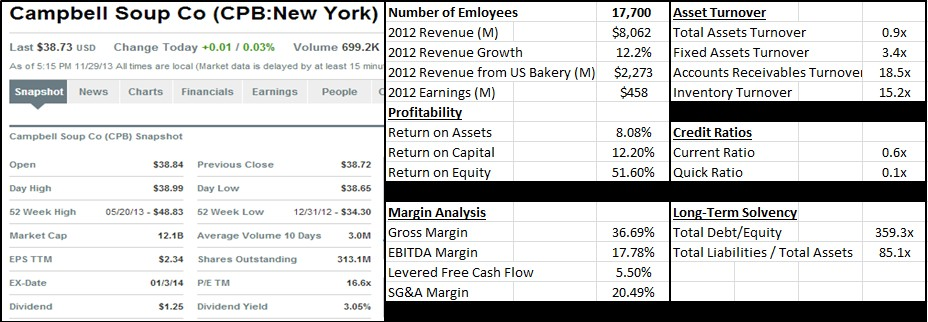 Campbell Soup Co (CPB:New York)
Last $38.73 USD Change Today +0.01 / 0.03% Volume 699.2K
As of 5:15 PM 11/29/13 All times are local (Market data is delayed by at least 15 minu
Snapshot News Charts Financials Earnings People
Campbell Soup Co (CPB) Snapshot
Open $38.84 Previous Close $38.72
Day High $38.99 Day Low $38.65
52 Week High 05/20/13 - $48.83 52 Week Low 12/31/12 - $34.30
Market Cap 12.1B Average Volume 10 Days 3.0M
EPS TTM $2.34 Shares Outstanding 313.1M
EX-Date 01/3/14 P/E TM 16.6x
Dividend $1.25 Dividend Yield 3.05%
Number of Emloyees 17,700
2012 Revenue (M) $8,062
2012 Revenue Growth 12.2%
2012 Revenue from US Bakery (M) $2,273
2012 Earnings (M) $458
Profitability
Return on Assets 8.08%
Return on Capital 12.20%
Return on Equity 51.60%
Margin Analysis
Gross Margin 36.69%
EBITDA Margin 17.78%
Levered Free Cash Flow 5.50%
SG&A Margin 20.49%
Asset Turnover
Total Assets Turnover 0.9x
Fixed Assets Turnover 3.4x
Accounts Receivables Turnover 18.5x
Inventory Turnover 15.2x
Credit Ratios
Current Ratio 0.6x
Quick Ratio 0.1x
Long-Term Solvency
Total Debt/Equity 359.3x
Total Liabilities / Total Assets 85.1x